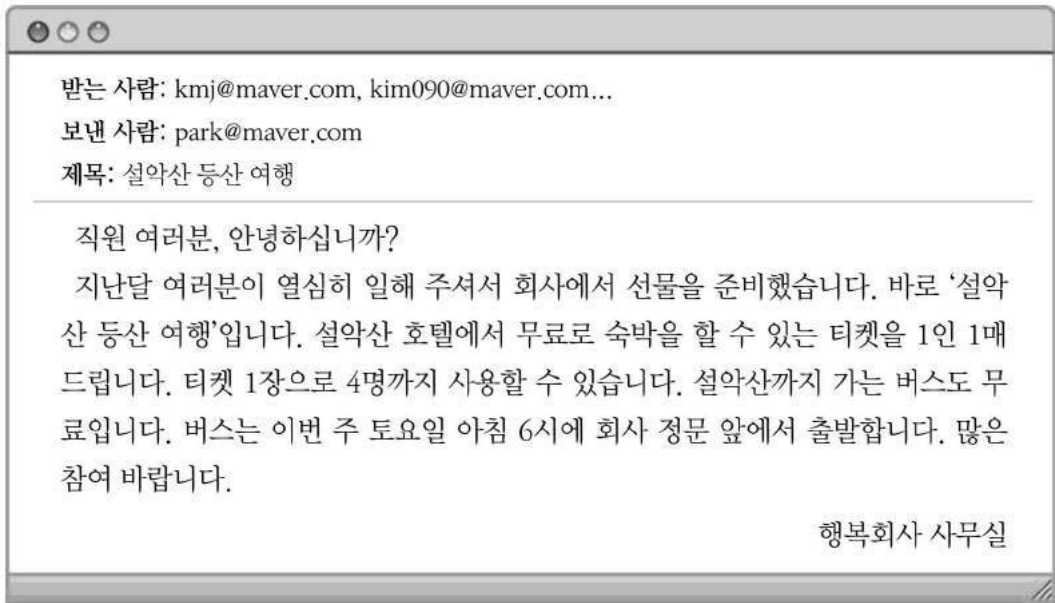 받는 사람: kmj@maver.com, kim090@maver.com...
보낸 사람: park@maver.com
제목: 설악산 등산 여행
직원 여러분, 안녕하십니까?
지난달 여러분이 열심히 일해 주셔서 회사에서 선물을 준비했습니다. 바로 ‘설악
산 등산 여행’입니다. 설악산 호텔에서 무료로 숙박을 할 수 있는 티켓을 1인 1매
드립니다. 티켓 1장으로 4명까지 사용할 수 있습니다. 설악산까지 가는 버스도 무
료입니다. 버스는 이번 주 토요일 아침 6시에 회사 정문 앞에서 출발합니다. 많은
참여 바랍니다.
행복회사 사무실